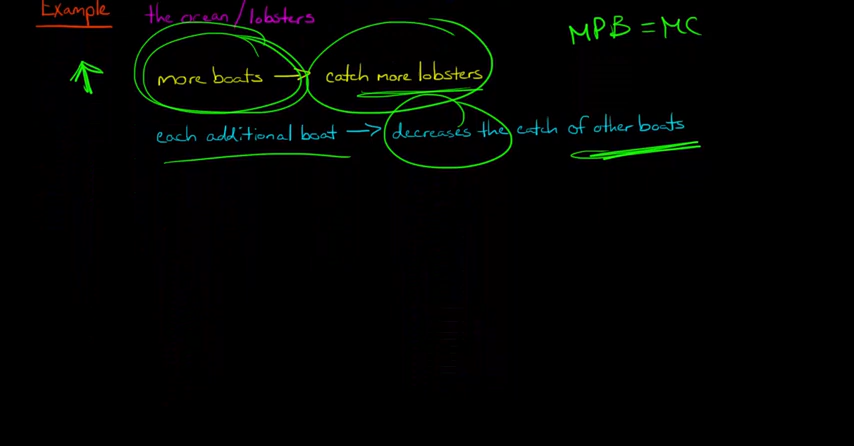 Example the ocean/lobsters
MPB = MC
more boats → catch more lobsters
each additional boat → decreases the catch of other boats